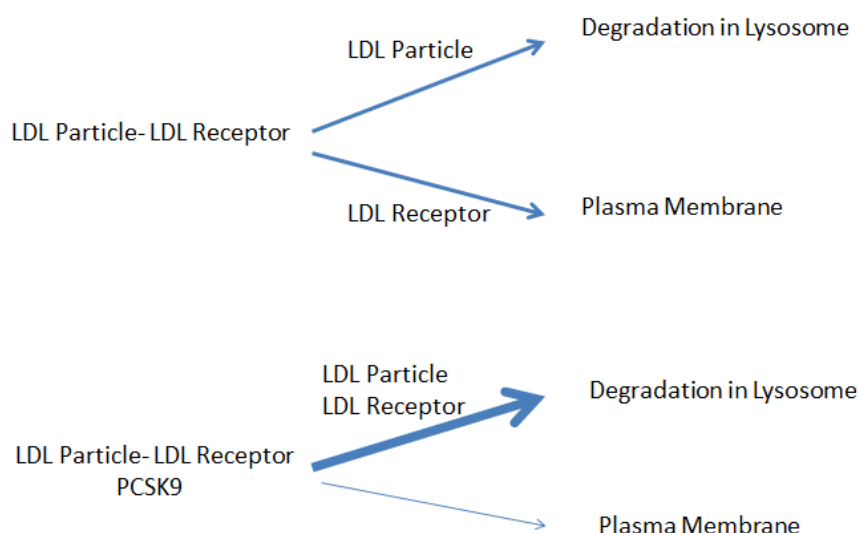 Degradation in Lysosome
LDL Particle
LDL Particle- LDL Receptor
LDL Receptor
Plasma Membrane
LDL Particle
LDL Receptor
Degradation in Lysosome
LDL Particle- LDL Receptor
PCSK9
Plasma Membrane